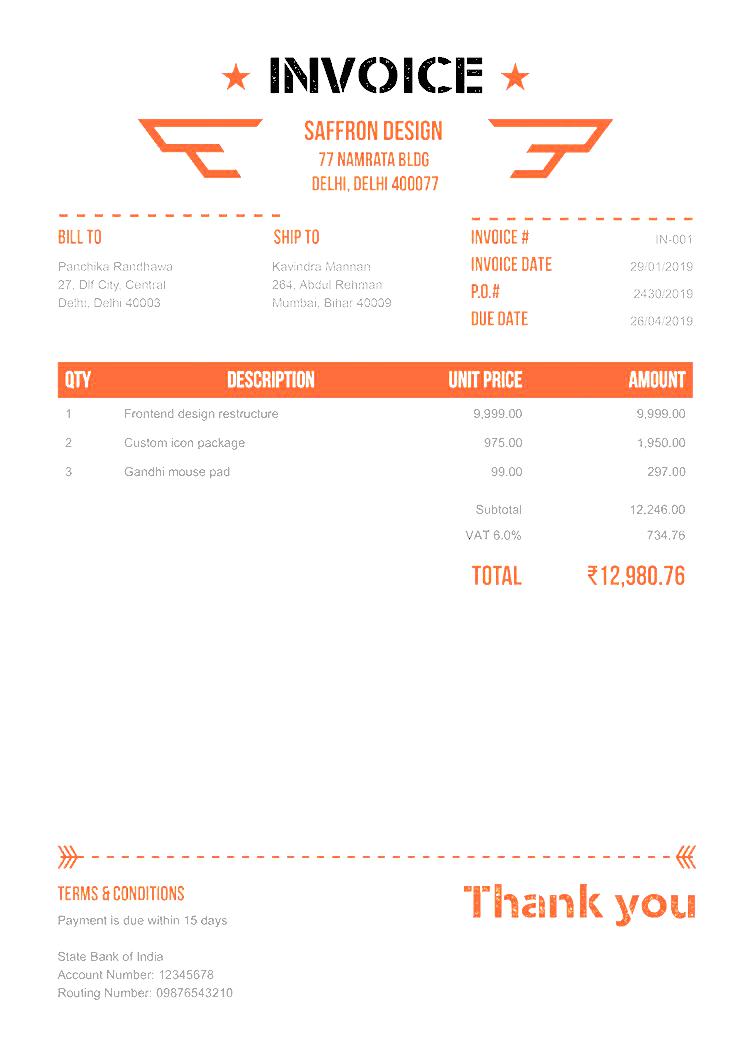 INVOICE
SAFFRON DESIGN
77 NAMRATA BLDG
DELHI, DELHI 400077
BILL TO
Panchika Randhawa
27, Dlf City, Central
Delhi, Delhi 40003
SHIP TO
Kavindra Mannan
264, Abdul Rehman
Mumbai, Bihar 40009
INVOICE # IN-001
INVOICE DATE 29/01/2019
P.O.# 2430/2019
DUE DATE 26/04/2019
QTY DESCRIPTION UNIT PRICE AMOUNT
1 Frontend design restructure 9,999.00 9,999.00
2 Custom icon package 975.00 1,950.00
3 Gandhi mouse pad 99.00 297.00
Subtotal 12,246.00
VAT 6.0% 734.76
TOTAL ₹12,980.76
TERMS & CONDITIONS
Payment is due within 15 days
State Bank of India
Account Number: 12345678
Routing Number: 09876543210
Thank you